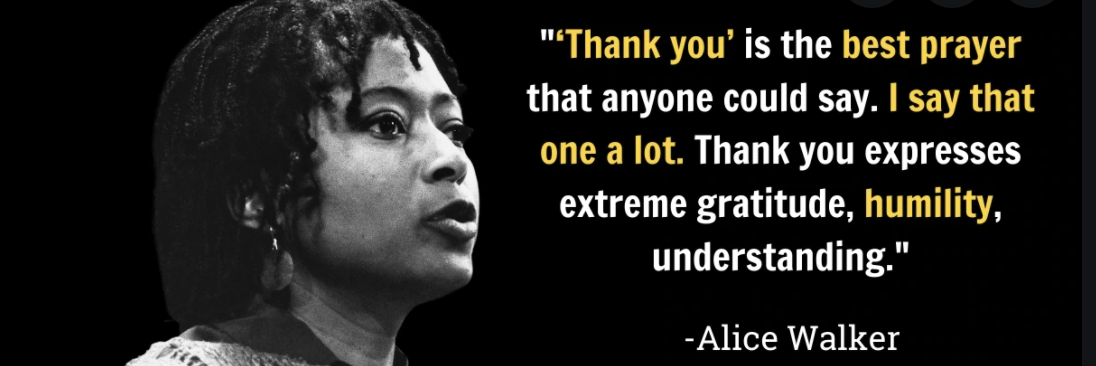 "‘Thank you’ is the best prayer
that anyone could say. I say that
one a lot. Thank you expresses
extreme gratitude, humility,
understanding."
-Alice Walker